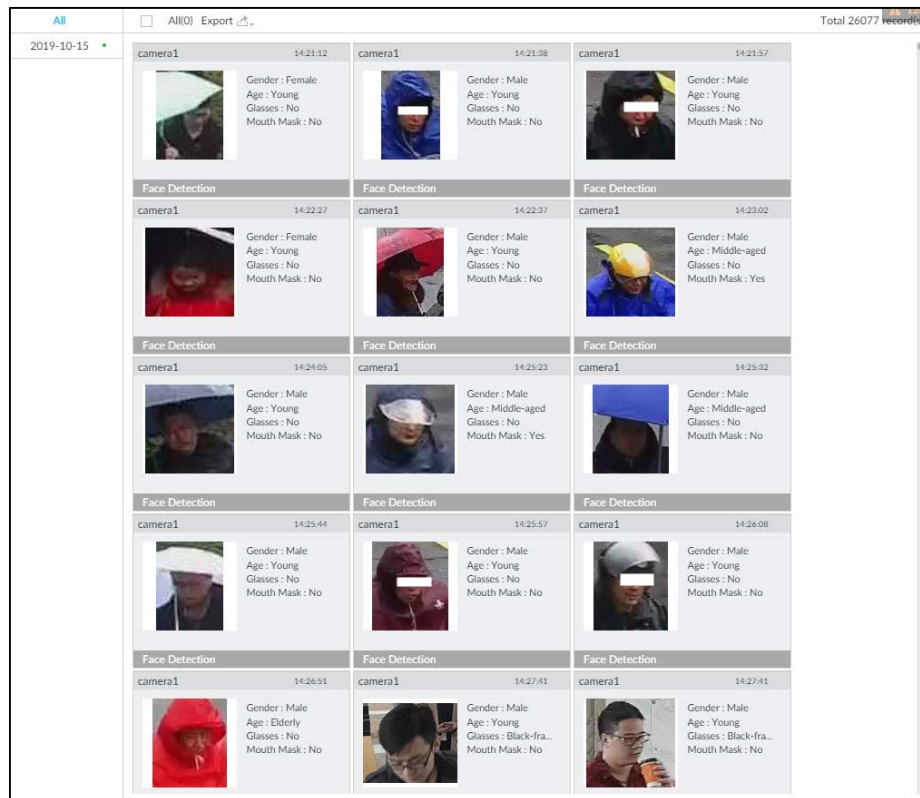 All
All(0) Export
Total 26077 record(s
2019-10-15
camera1 14:21:12
Gender : Female
Age : Young
Glasses : No
Mouth Mask : No
Face Detection
camera1 14:21:38
Gender : Male
Age : Young
Glasses : No
Mouth Mask : No
Face Detection
camera1 14:21:57
Gender : Male
Age : Young
Glasses : No
Mouth Mask : No
Face Detection
camera1 14:22:27
Gender : Female
Age : Young
Glasses : No
Mouth Mask : No
Face Detection
camera1 14:22:37
Gender : Male
Age : Young
Glasses : No
Mouth Mask : No
Face Detection
camera1 14:23:02
Gender : Male
Age : Middle-aged
Glasses : No
Mouth Mask : Yes
Face Detection
camera1 14:24:05
Gender : Male
Age : Young
Glasses : No
Mouth Mask : No
Face Detection
camera1 14:25:23
Gender : Male
Age : Middle-aged
Glasses : No
Mouth Mask : Yes
Face Detection
camera1 14:25:32
Gender : Male
Age : Middle-aged
Glasses : No
Mouth Mask : No
Face Detection
camera1 14:25:44
Gender : Male
Age : Young
Glasses : No
Mouth Mask : No
Face Detection
camera1 14:25:57
Gender : Male
Age : Young
Glasses : No
Mouth Mask : No
Face Detection
camera1 14:26:08
Gender : Male
Age : Young
Glasses : No
Mouth Mask : No
Face Detection
camera1 14:26:51
Gender : Male
Age : Elderly
Glasses : No
Mouth Mask : No
camera1 14:27:41
Gender : Male
Age : Young
Glasses : Black-fra...
Mouth Mask : No
camera1 14:27:41
Gender : Male
Age : Young
Glasses : Black-fra...
Mouth Mask : No